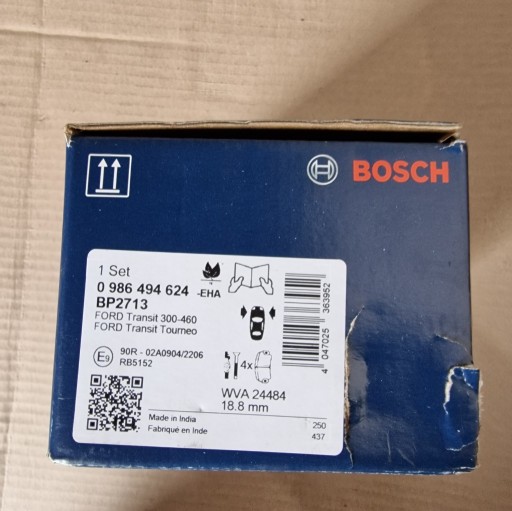 BOSCH
1 Set
0 986 494 624 -EHA
BP2713
FORD Transit 300-460
FORD Transit Tourneo
E9 90R - 02A0904/2206
RB5152
4x
WVA 24484
18.8 mm
Made in India
Fabriqué en Inde
250
437
4 047025 363952